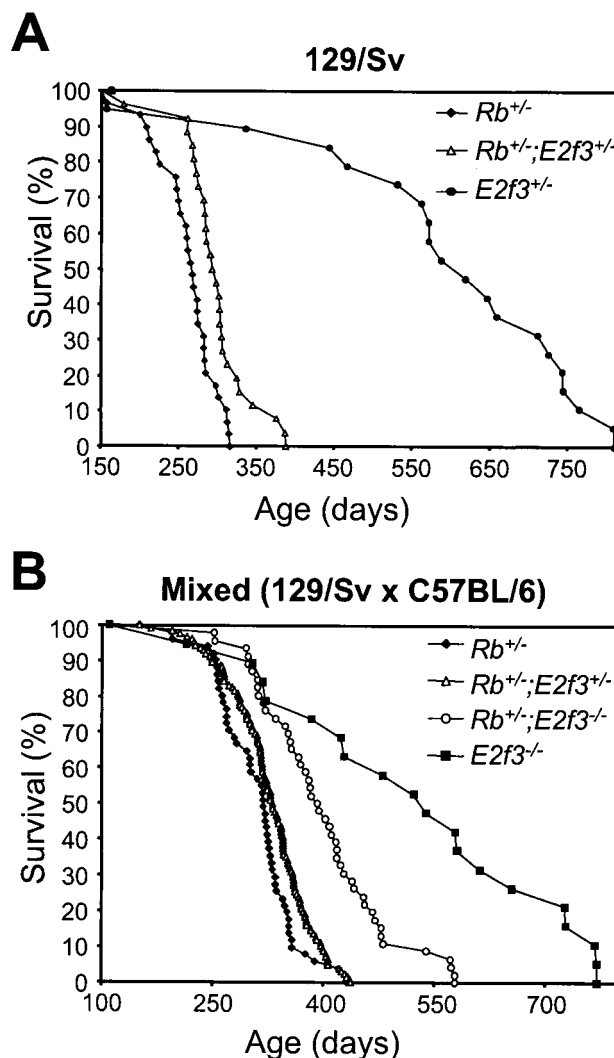 A
129/Sv
Survival (%)
100
90
80
70
60
50
40
30
20
10
0
150
250
350
450
550
650
750
Age (days)
Rb+/-
Rb+/-;E2f3+/-
E2f3+/-
B
Mixed (129/Sv x C57BL/6)
Survival (%)
100
90
80
70
60
50
40
30
20
10
0
100
250
400
550
700
Age (days)
Rb+/-
Rb+/-;E2f3+/-
Rb+/-;E2f3-/-
E2f3-/-